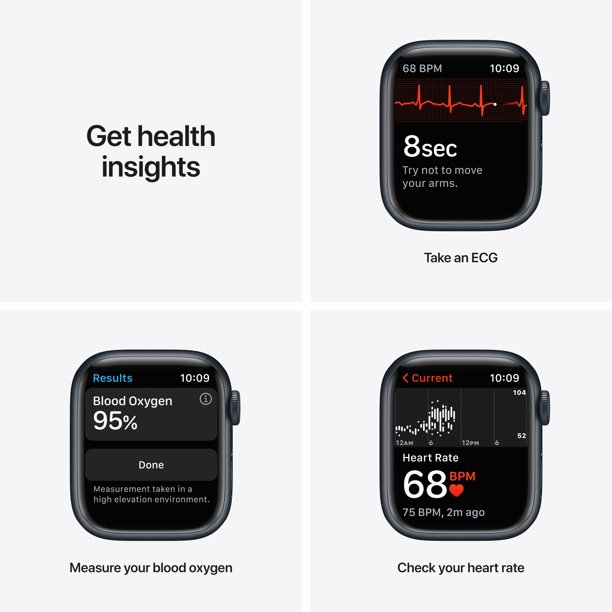 Get health
insights
68 BPM 10:09
8sec
Try not to move
your arms.
Take an ECG
Results 10:09
Blood Oxygen
95%
Done
Measurement taken in a
high elevation environment.
Measure your blood oxygen
Current 10:09
104
52
12AM 6 12PM 6
Heart Rate
68 BPM
75 BPM, 2m ago
Check your heart rate